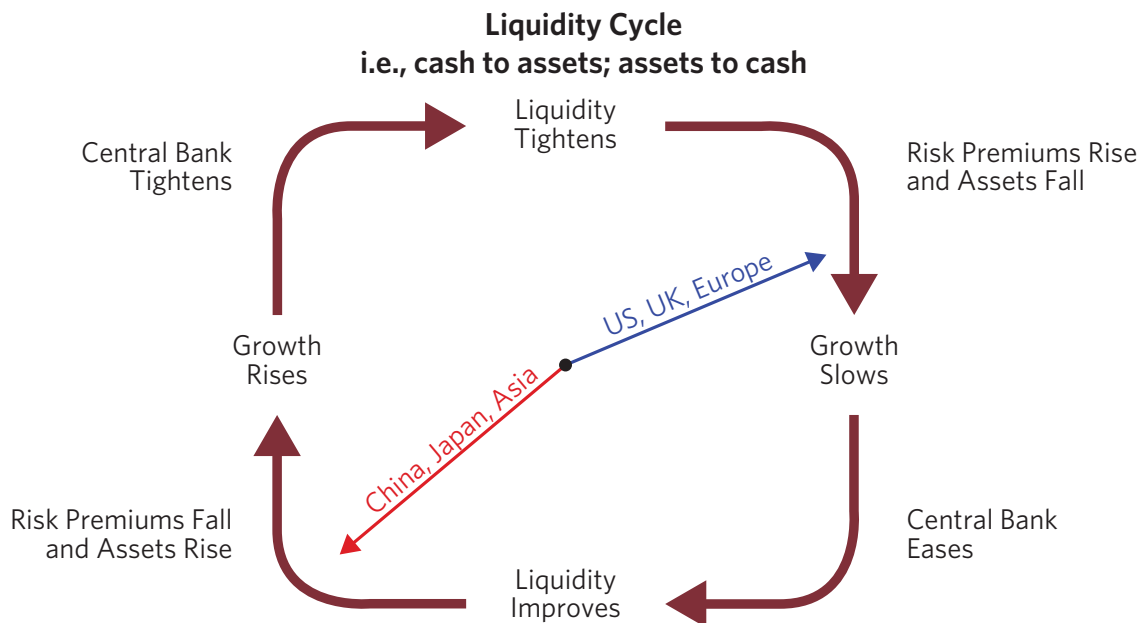 Liquidity Cycle
i.e., cash to assets; assets to cash
Liquidity
Tightens
Central Bank
Tightens
Risk Premiums Rise
and Assets Fall
US, UK, Europe
Growth
Rises
Growth
Slows
China, Japan, Asia
Risk Premiums Fall
and Assets Rise
Central Bank
Eases
Liquidity
Improves